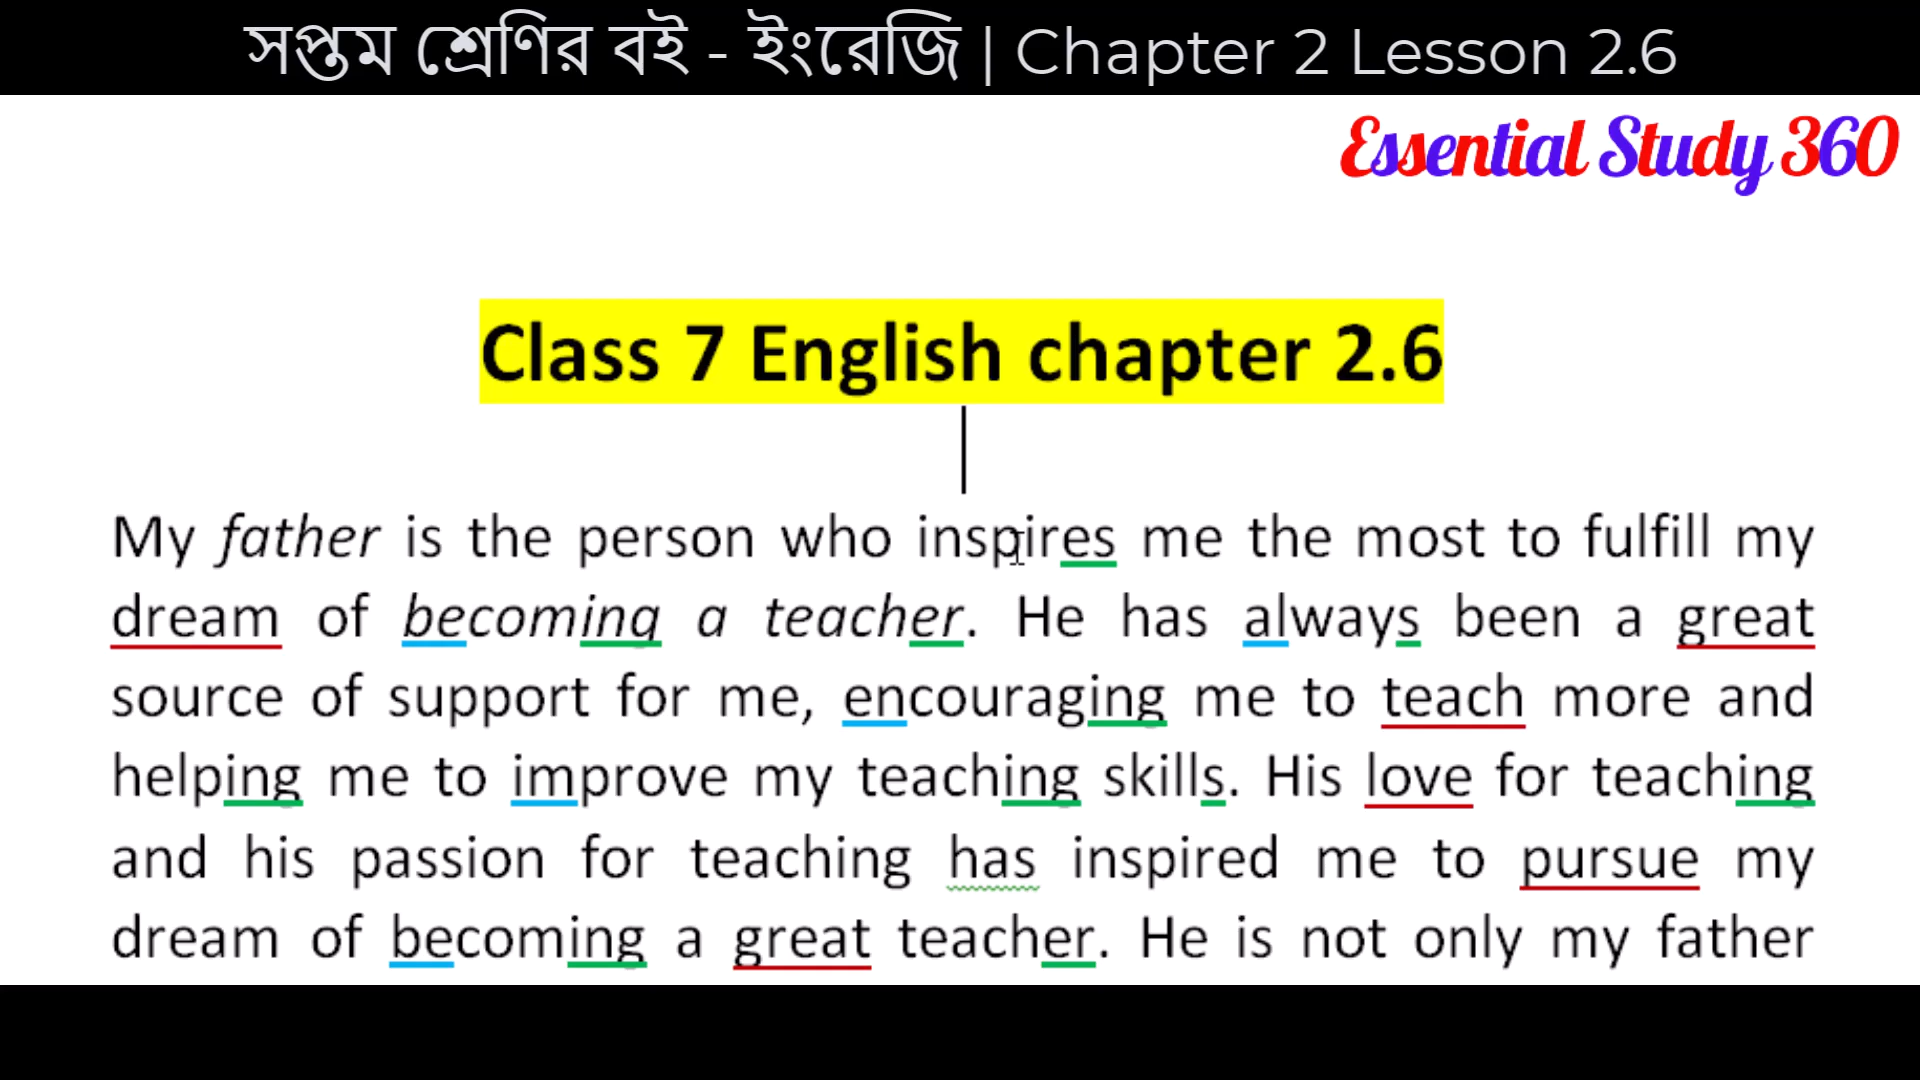 সপ্তম শ্রেণির বই - ইংরেজি | Chapter 2 Lesson 2.6
Essential Study 360
Class 7 English chapter 2.6
My father is the person who inspires me the most to fulfill my
dream of becoming a teacher. He has always been a great
source of support for me, encouraging me to teach more and
helping me to improve my teaching skills. His love for teaching
and his passion for teaching has inspired me to pursue my
dream of becoming a great teacher. He is not only my father